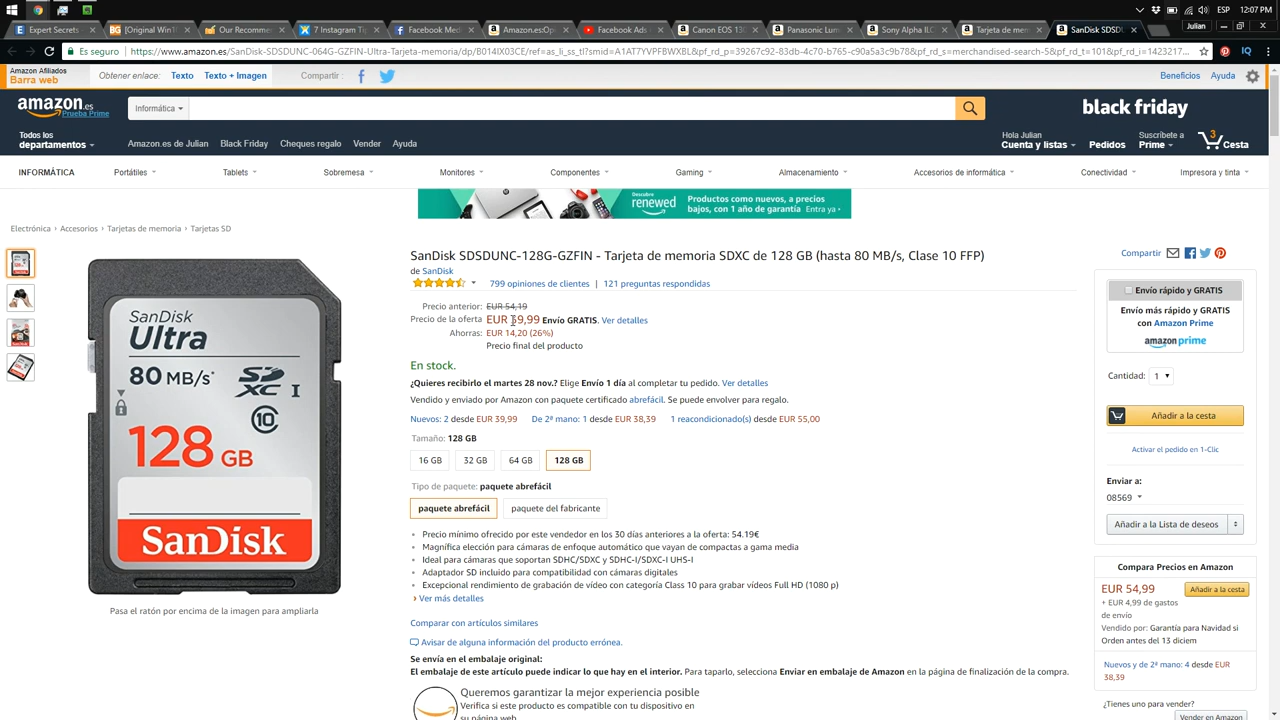 ESP 12:07 PM
Expert Secrets
[Original Win1
Our Recomme
7 Instagram T
Facebook Med
Amazon.es:Op
Facebook Ads
Canon EOS 13
Panasonic Lum
Sony Alpha ILC
Tarjeta de mem
SanDisk SDSD
Julian
Es seguro
https://www.amazon.es/SanDisk-SDSDUNC-064G-GZFIN-Ultra-Tarjeta-memoria/dp/B014IX03CE/ref=as_li_ss_tl?smid=A1AT7YVPFBWXBL&pf_rd_p=39267c92-83db-4c70-b765-c90a5a3c9b78&pf_rd_s=merchandised-search-5&pf_rd_t=101&pf_rd_i=1423217...
IQ
Amazon Afiliados
Barra web
Obtener enlace: Texto Texto + Imagen
Compartir :
Beneficios Ayuda
amazon.es
Prueba Prime
Informática
black friday
Todos los
departamentos
Amazon.es de Julian Black Friday Cheques regalo Vender Ayuda
Hola Julian
Cuenta y listas
Pedidos
Suscríbete a
Prime
3
Cesta
INFORMÁTICA Portátiles Tablets Sobremesa Monitores Componentes Gaming Almacenamiento Accesorios de informática Conectividad Impresora y tinta
Descubre
renewed
Productos como nuevos, a precios
bajos, con 1 año de garantía Entra ya ›
Electrónica › Accesorios › Tarjetas de memoria › Tarjetas SD
SanDisk
Ultra
80 MB/s*
SDXC I
10
128 GB
SanDisk
Pasa el ratón por encima de la imagen para ampliarla
SanDisk SDSDUNC-128G-GZFIN - Tarjeta de memoria SDXC de 128 GB (hasta 80 MB/s, Clase 10 FFP)
de SanDisk
799 opiniones de clientes | 121 preguntas respondidas
Precio anterior: EUR 54,19
Precio de la oferta EUR 39,99 Envío GRATIS. Ver detalles
Ahorras: EUR 14,20 (26%)
Precio final del producto
En stock.
¿Quieres recibirlo el martes 28 nov.? Elige Envío 1 día al completar tu pedido. Ver detalles
Vendido y enviado por Amazon con paquete certificado abrefácil. Se puede envolver para regalo.
Nuevos: 2 desde EUR 39,99 De 2ª mano: 1 desde EUR 38,39 1 reacondicionado(s) desde EUR 55,00
Tamaño: 128 GB
16 GB 32 GB 64 GB 128 GB
Tipo de paquete: paquete abrefácil
paquete abrefácil paquete del fabricante
Precio mínimo ofrecido por este vendedor en los 30 días anteriores a la oferta: 54.19€
Magnífica elección para cámaras de enfoque automático que vayan de compactas a gama media
Ideal para cámaras que soportan SDHC/SDXC y SDHC-I/SDXC-I UHS-I
Adaptador SD incluido para compatibilidad con cámaras digitales
Excepcional rendimiento de grabación de vídeo con categoría Class 10 para grabar vídeos Full HD (1080 p)
› Ver más detalles
Comparar con artículos similares
Avisar de alguna información del producto errónea.
Se envía en el embalaje original:
El embalaje de este artículo puede indicar lo que hay en el interior. Para taparlo, selecciona Enviar en embalaje de Amazon en la página de finalización de la compra.
Queremos garantizar la mejor experiencia posible
Verifica si este producto es compatible con tu dispositivo en
su página web
Compartir
Envío rápido y GRATIS
Envío más rápido y GRATIS
con Amazon Prime
amazon prime
Cantidad: 1
Añadir a la cesta
Activar el pedido en 1-Clic
Enviar a:
08569
Añadir a la Lista de deseos
Compara Precios en Amazon
EUR 54,99 Añadir a la cesta
+ EUR 4,99 de gastos
de envío
Vendido por: Garantía para Navidad si
Orden antes del 13 diciem
Nuevos y de 2ª mano: 4 desde EUR
38,39
¿Tienes uno para vender?
Vender en Amazon